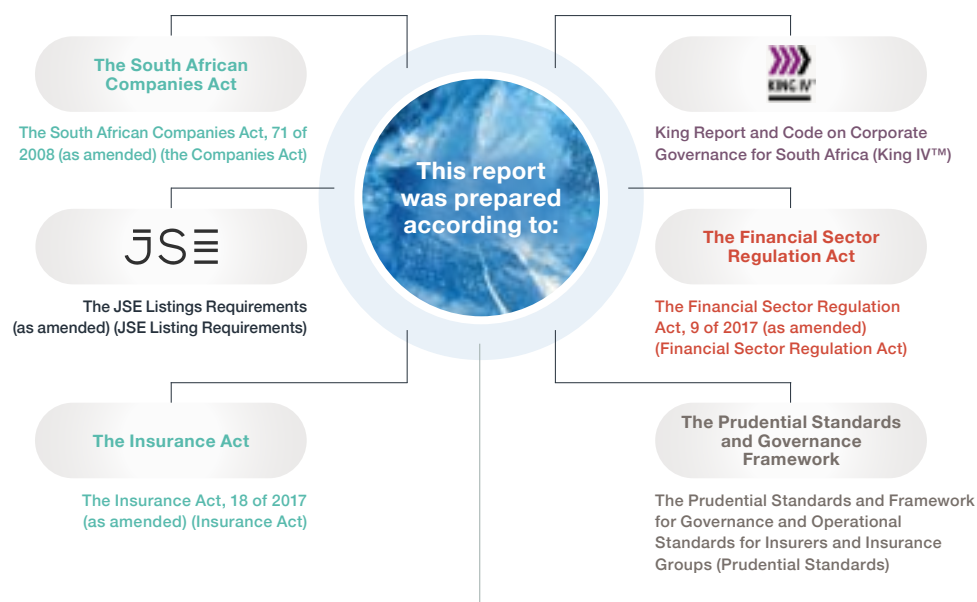 The South African
Companies Act
The South African Companies Act, 71 of
2008 (as amended) (the Companies Act)
JSE
The JSE Listings Requirements
(as amended) (JSE Listing Requirements)
The Insurance Act
The Insurance Act, 18 of 2017
(as amended) (Insurance Act)
This report
was prepared
according to:
KING IV™
King Report and Code on Corporate
Governance for South Africa (King IV™)
The Financial Sector
Regulation Act
The Financial Sector Regulation
Act, 9 of 2017 (as amended)
(Financial Sector Regulation Act)
The Prudential Standards
and Governance
Framework
The Prudential Standards and Framework
for Governance and Operational
Standards for Insurers and Insurance
Groups (Prudential Standards)